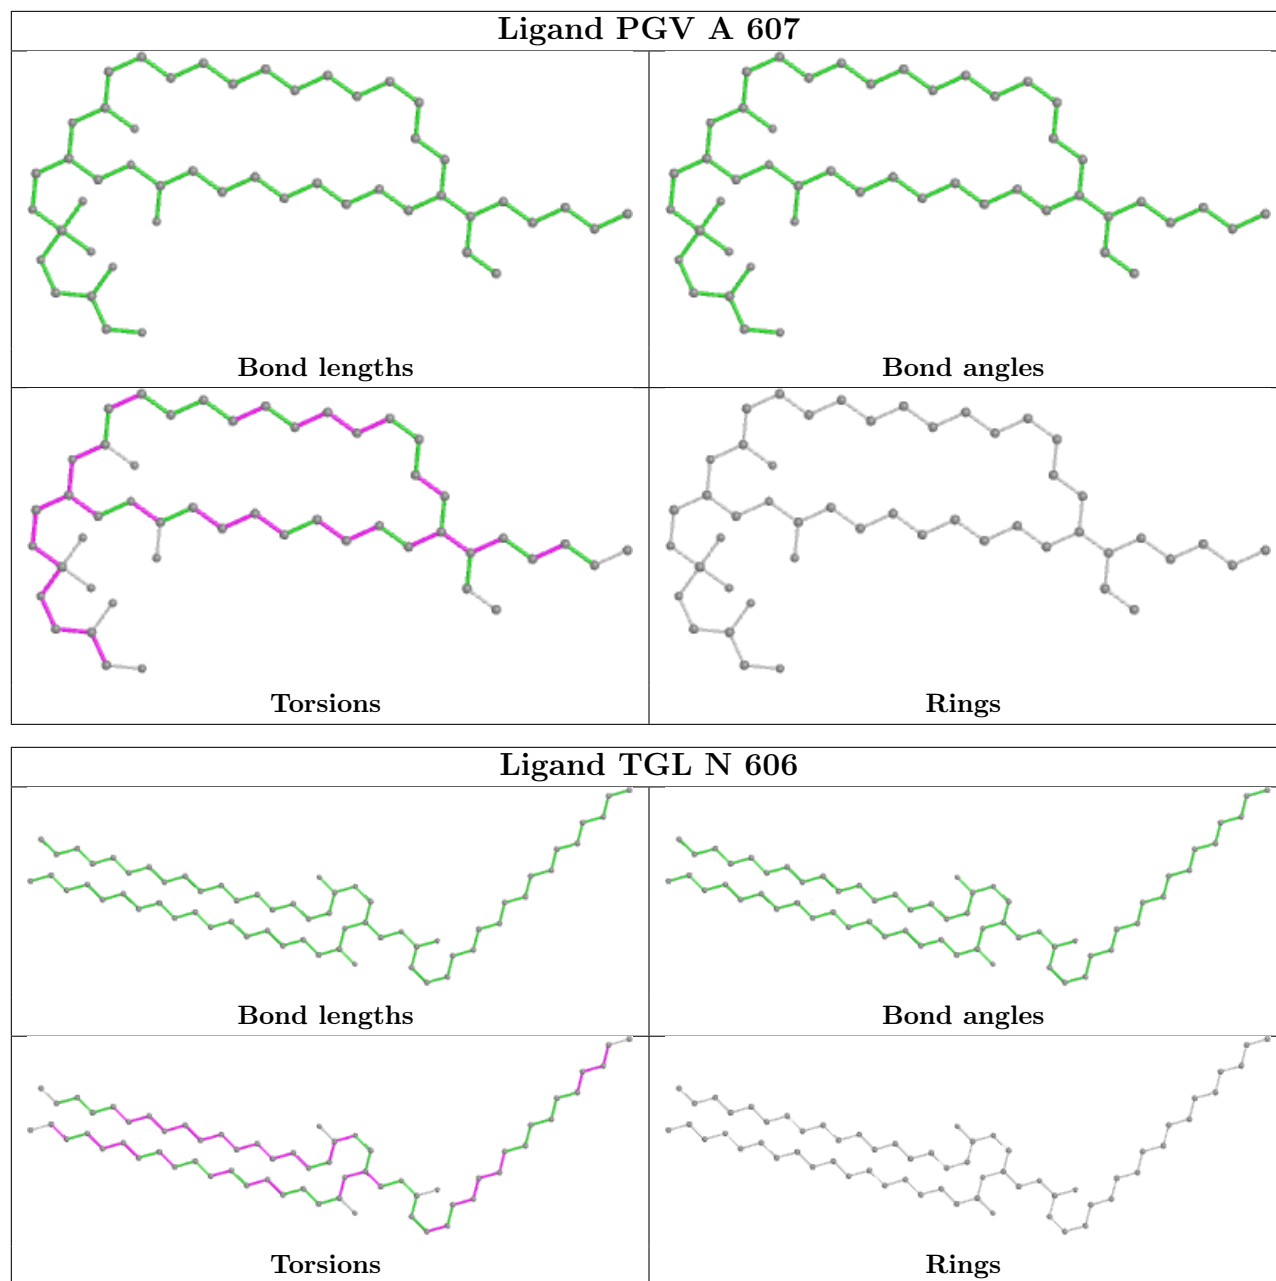 Ligand PGV A 607
Bond lengths
Bond angles
Torsions
Rings
Ligand TGL N 606
Bond lengths
Bond angles
Torsions
Rings